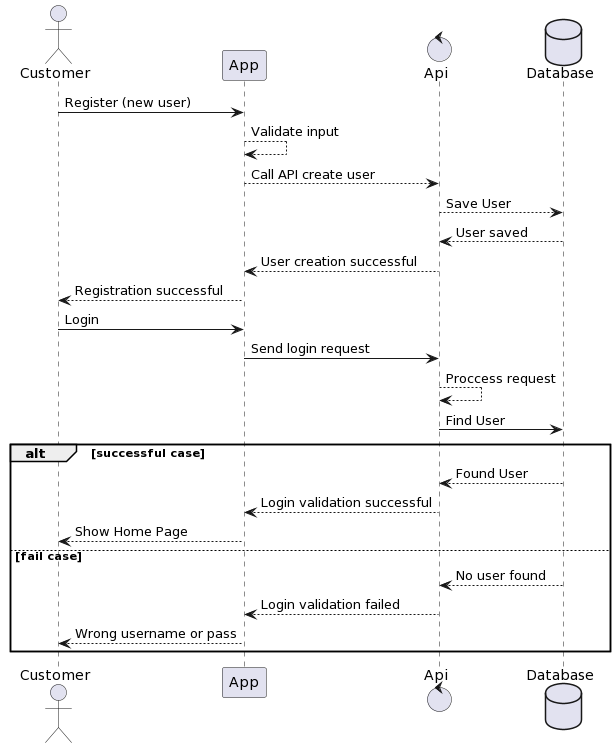 Customer
App
Api
Database
Register (new user)
Validate input
Call API create user
Save User
User saved
User creation successful
Registration successful
Login
Send login request
Proccess request
Find User
alt [successful case]
Found User
Login validation successful
Show Home Page
[fail case]
No user found
Login validation failed
Wrong username or pass
Customer
App
Api
Database